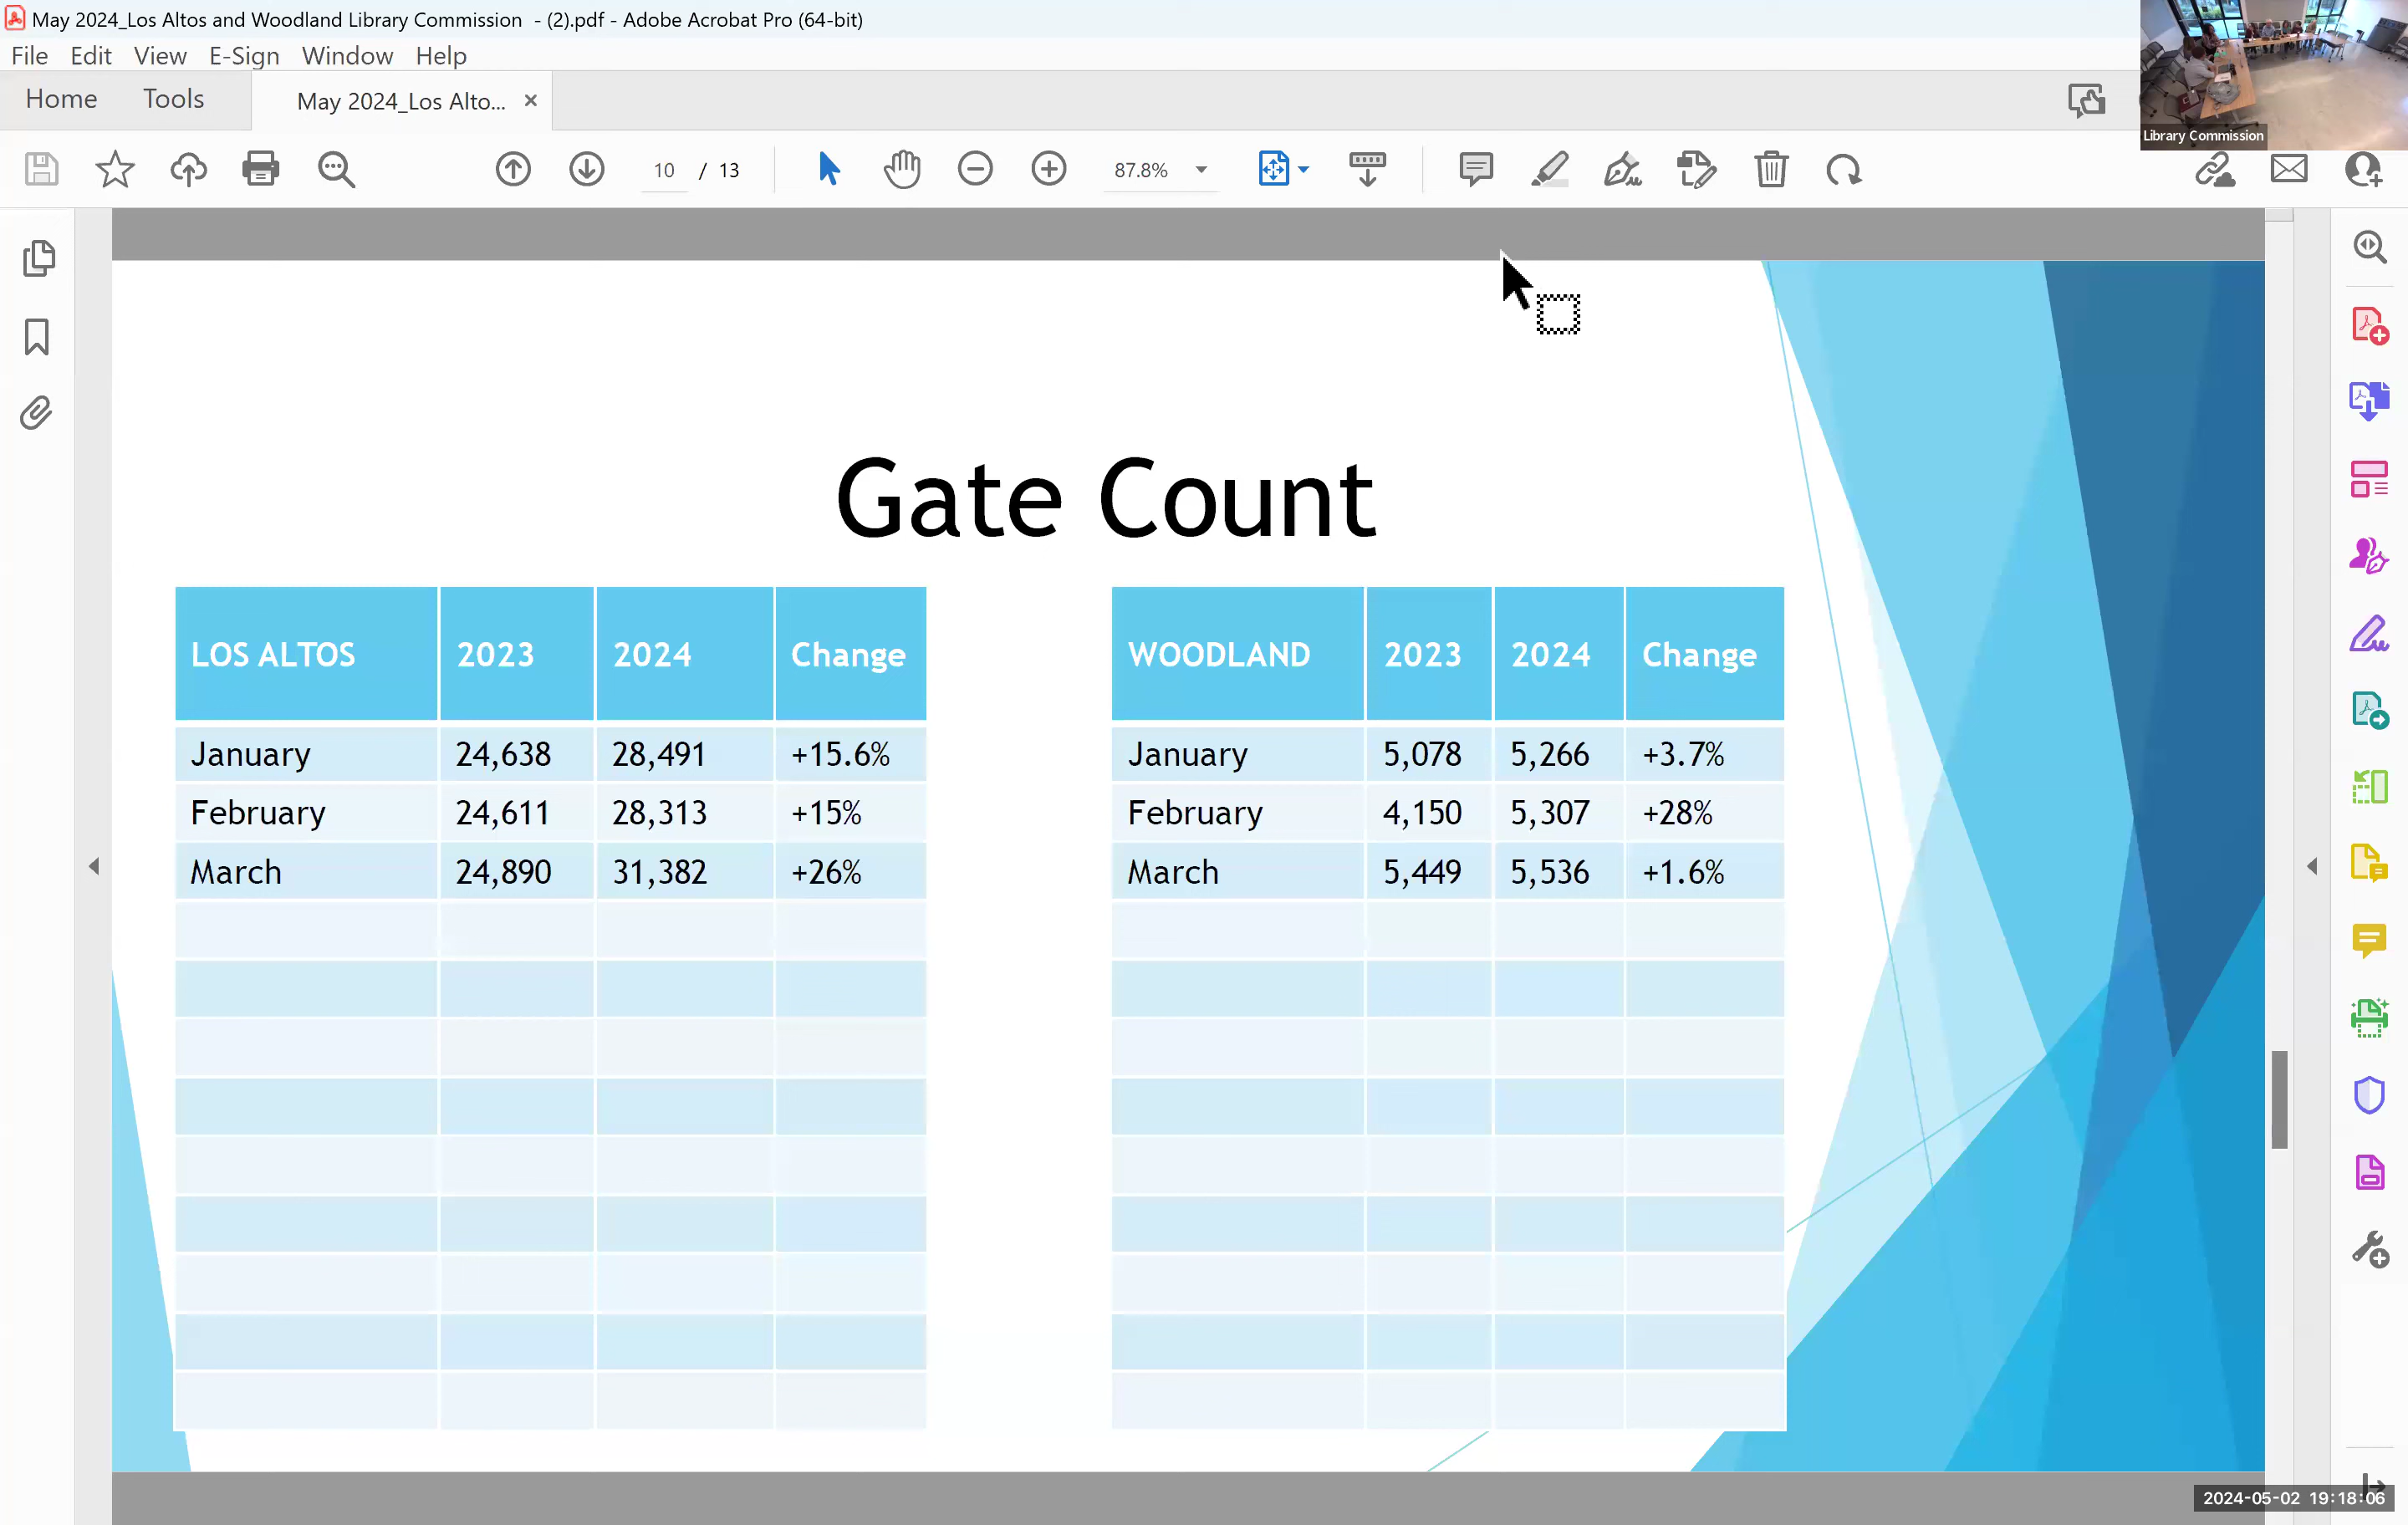 May 2024_Los Altos and Woodland Library Commission - (2).pdf - Adobe Acrobat Pro (64-bit)
File Edit View E-Sign Window Help
Home Tools May 2024_Los Alto... ×
Library Commission
10 / 13 87.8%
Gate Count
LOS ALTOS 2023 2024 Change
January 24,638 28,491 +15.6%
February 24,611 28,313 +15%
March 24,890 31,382 +26%
WOODLAND 2023 2024 Change
January 5,078 5,266 +3.7%
February 4,150 5,307 +28%
March 5,449 5,536 +1.6%
2024-05-02 19:18:06